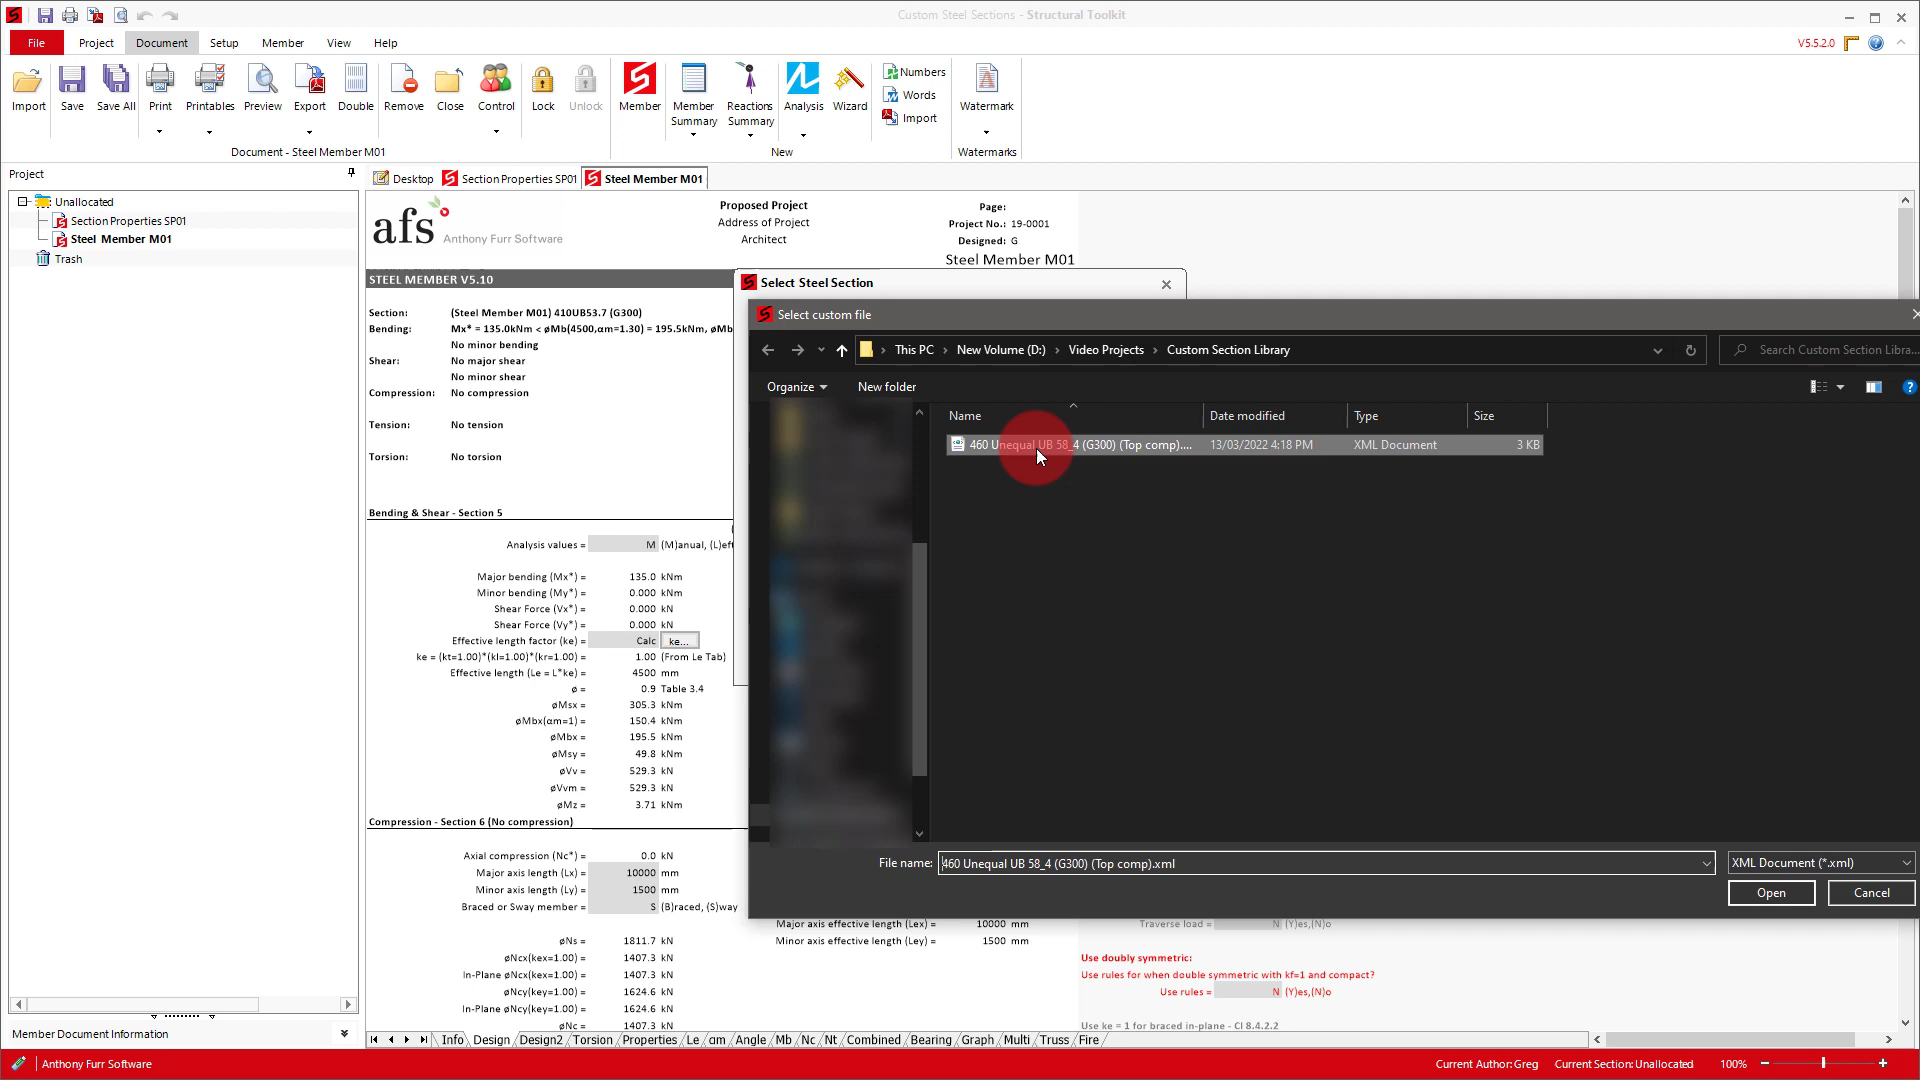 Custom Steel Sections - Structural Toolkit
File Project Document Setup Member View Help
V5.5.2.0
Import Save Save All Print Printables Preview Export Double Remove Close Control Lock Unlock Member Member Summary Reactions Summary Analysis Wizard Numbers Words Import Watermark
Document - Steel Member M01
New
Watermarks
Project
Unallocated
Section Properties SP01
Steel Member M01
Trash
Desktop Section Properties SP01 Steel Member M01
afs Anthony Furr Software
Proposed Project
Address of Project
Architect
Page:
Project No.: 19-0001
Designed: G
Steel Member M01
STEEL MEMBER V5.10
Section: (Steel Member M01) 410UB53.7 (G300)
Bending: Mx* = 135.0kNm < øMb(4500,αm=1.30) = 195.5kNm, øMb
No minor bending
Shear: No major shear
No minor shear
Compression: No compression
Tension: No tension
Torsion: No torsion
Bending & Shear - Section 5
Analysis values = M (M)anual, (L)eft
Major bending (Mx*) = 135.0 kNm
Minor bending (My*) = 0.000 kNm
Shear Force (Vx*) = 0.000 kN
Shear Force (Vy*) = 0.000 kN
Effective length factor (ke) = Calc ke...
ke = (kt=1.00)*(kl=1.00)*(kr=1.00) = 1.00 (From Le Tab)
Effective length (Le = L*ke) = 4500 mm
ø = 0.9 Table 3.4
øMsx = 305.3 kNm
øMbx(αm=1) = 150.4 kNm
øMbx = 195.5 kNm
øMsy = 49.8 kNm
øVv = 529.3 kN
øVvm = 529.3 kN
øMz = 3.71 kNm
Compression - Section 6 (No compression)
Axial compression (Nc*) = 0.0 kN
Major axis length (Lx) = 10000 mm
Minor axis length (Ly) = 1500 mm
Braced or Sway member = S (B)raced, (S)way
øNs = 1811.7 kN
øNcx(kex=1.00) = 1407.3 kN
In-Plane øNcx(kex=1.00) = 1407.3 kN
øNcy(key=1.00) = 1624.6 kN
In-Plane øNcy(key=1.00) = 1624.6 kN
øNc = 1407.3 kN
Select Steel Section
Select custom file
This PC > New Volume (D:) > Video Projects > Custom Section Library
Search Custom Section Libra...
Organize New folder
Name Date modified Type Size
460 Unequal UB 58_4 (G300) (Top comp).... 13/03/2022 4:18 PM XML Document 3 KB
File name: 460 Unequal UB 58_4 (G300) (Top comp).xml XML Document (*.xml)
Open Cancel
Major axis effective length (Lex) = 10000 mm
Minor axis effective length (Ley) = 1500 mm
Traverse load = N (Y)es,(N)o
Use doubly symmetric:
Use rules for when double symmetric with kf=1 and compact?
Use rules = N (Y)es,(N)o
Use ke = 1 for braced in-plane - Cl 8.4.2.2
Info Design Design2 Torsion Properties Le αm Angle Mb Nc Nt Combined Bearing Graph Multi Truss Fire
Member Document Information
Anthony Furr Software
Current Author:Greg Current Section:Unallocated 100%